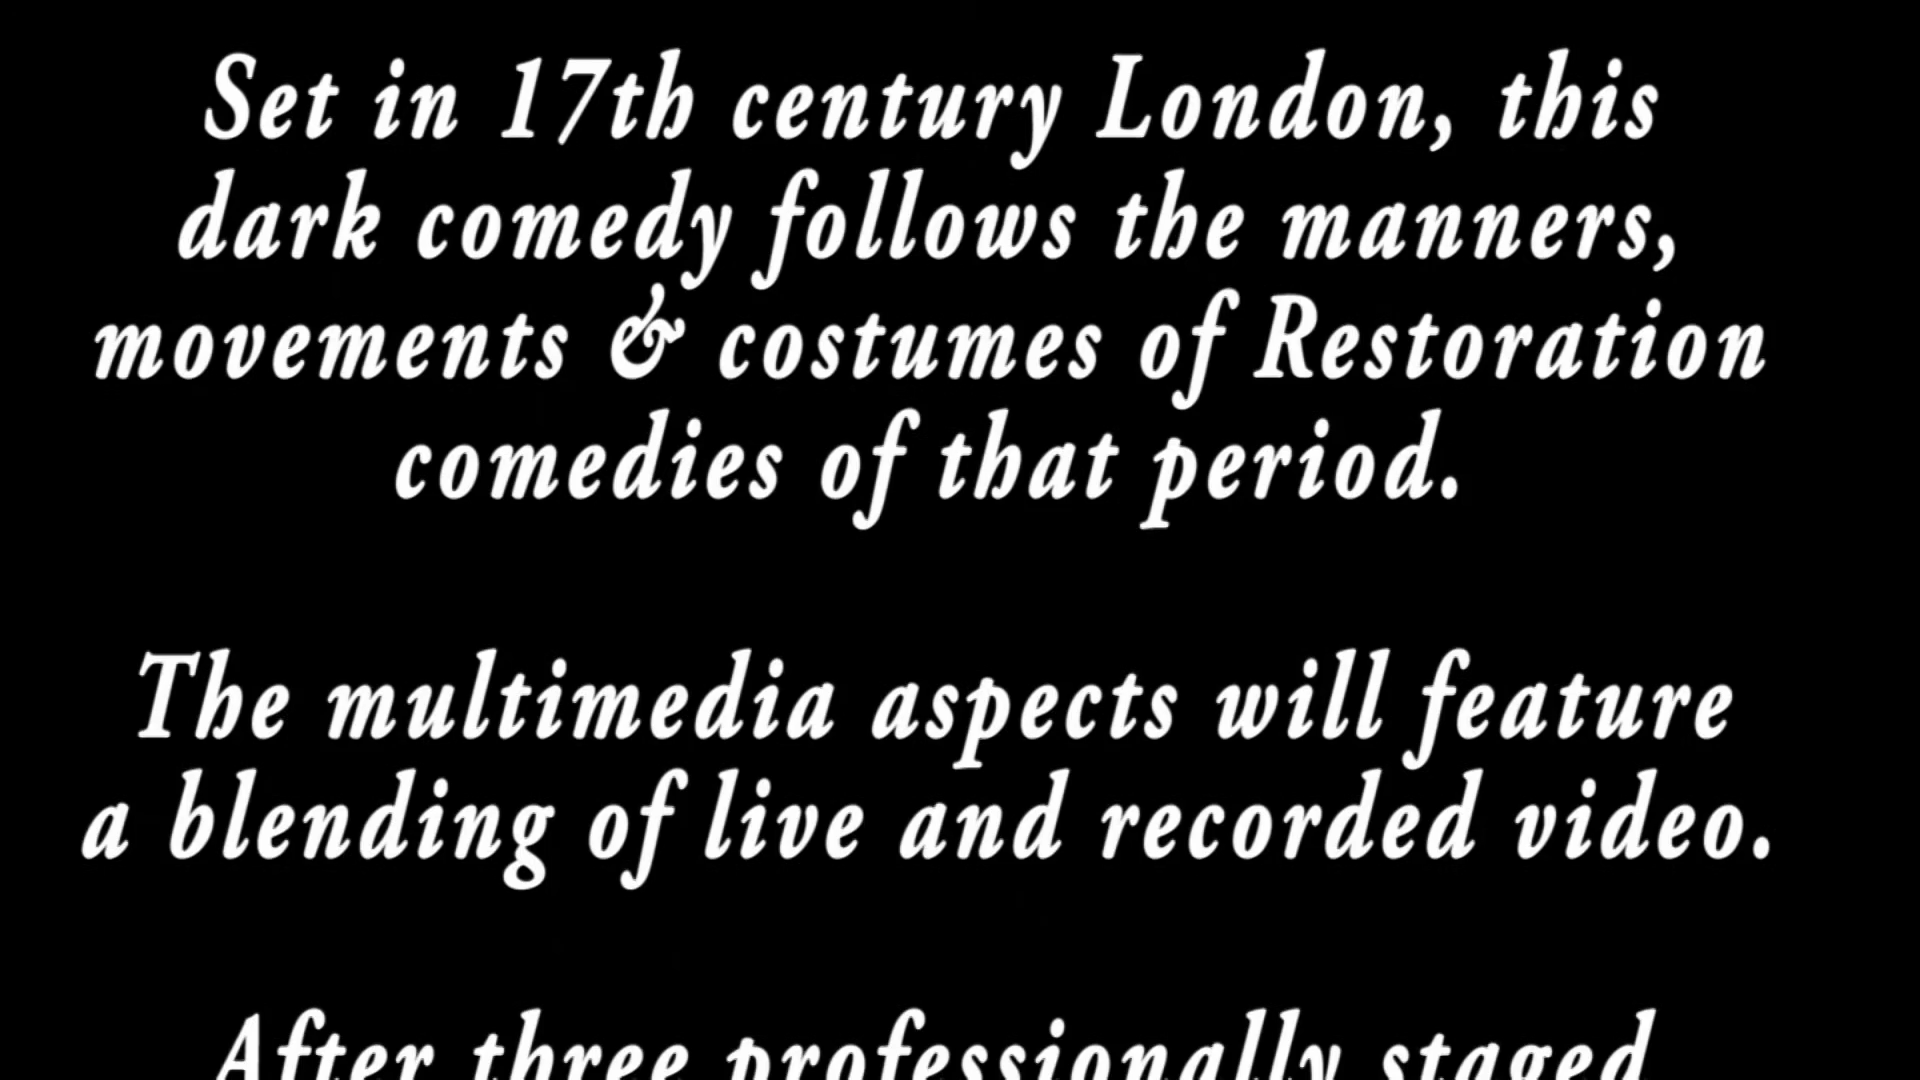 Set in 17th century London, this
dark comedy follows the manners,
movements & costumes of Restoration
comedies of that period.
The multimedia aspects will feature
a blending of live and recorded video.
After three professionally staged